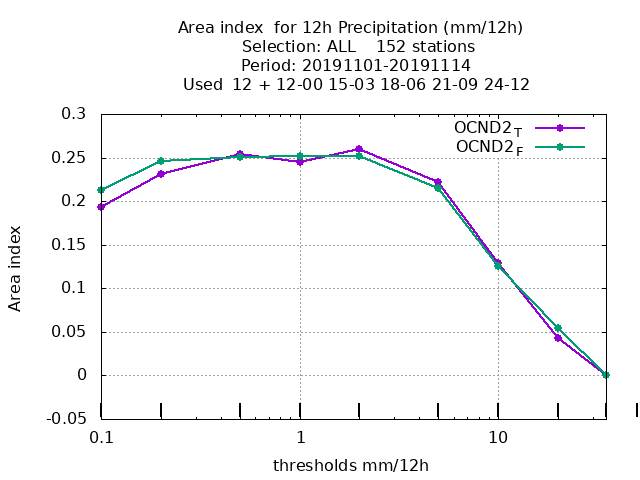 Area index  for 12h Precipitation (mm/12h)
Selection: ALL    152 stations
Period: 20191101-20191114
Used  12 + 12-00 15-03 18-06 21-09 24-12
OCND2T
OCND2F
0.3
0.25
0.2
0.15
0.1
0.05
0
-0.05
Area index
0.1 1 10
thresholds mm/12h